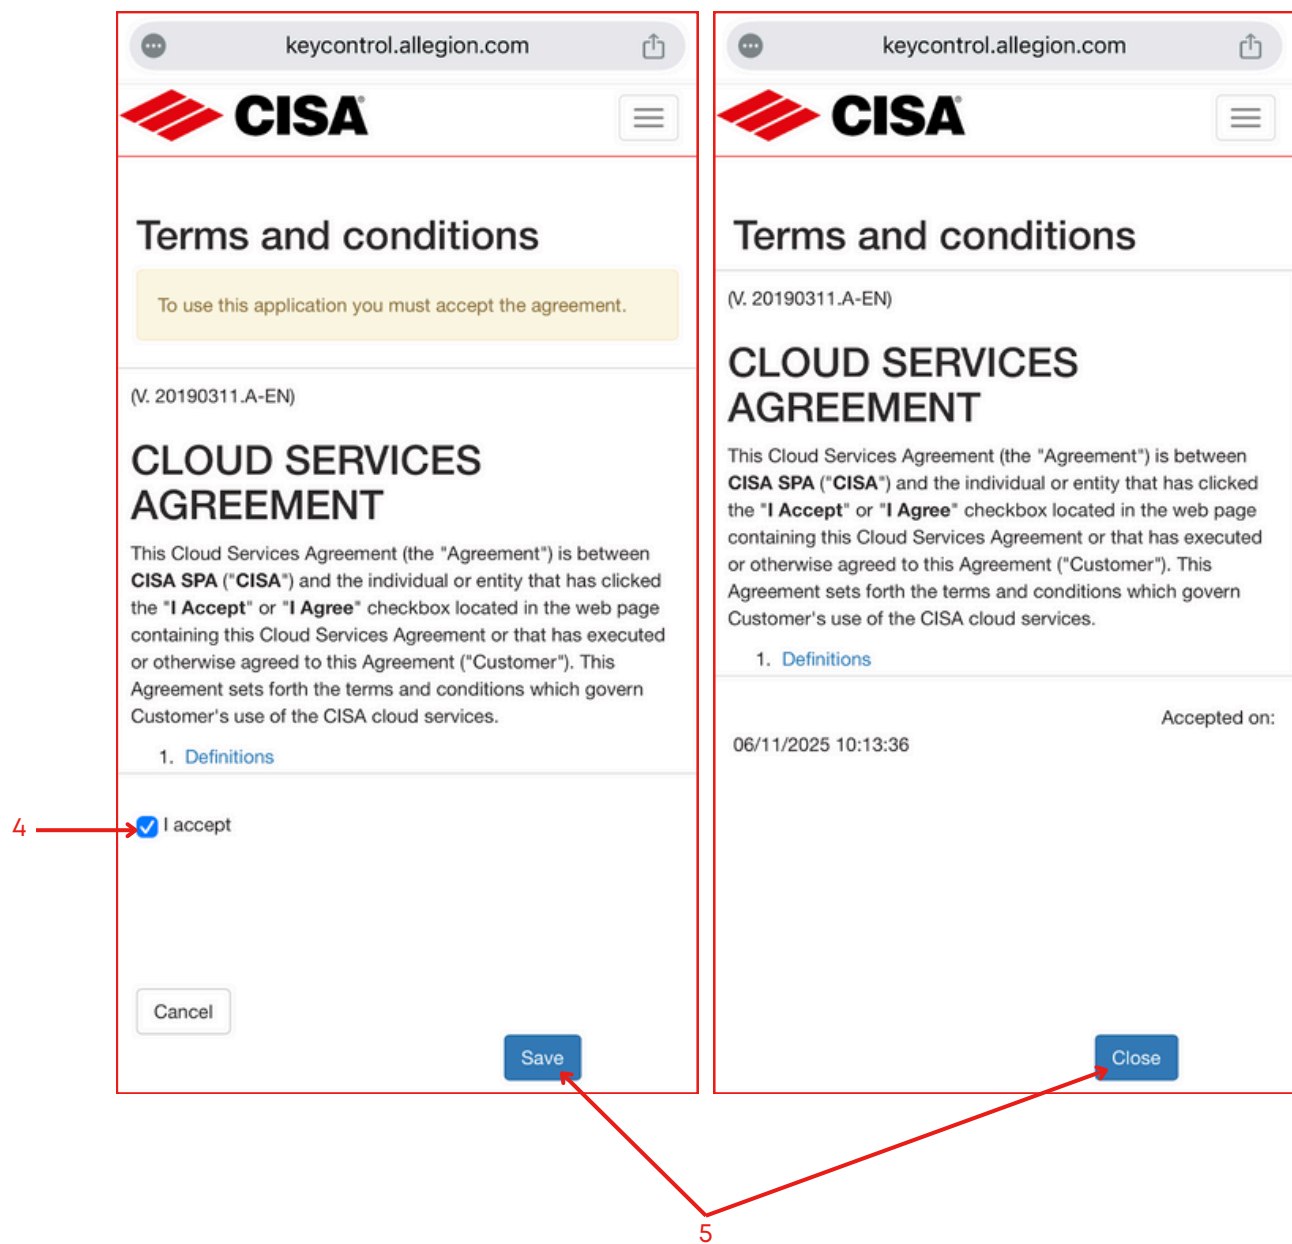 keycontrol.allegion.com
CISA
Terms and conditions
To use this application you must accept the agreement.
(V. 20190311.A-EN)
CLOUD SERVICES
AGREEMENT
This Cloud Services Agreement (the "Agreement") is between
CISA SPA ("CISA") and the individual or entity that has clicked
the "I Accept" or "I Agree" checkbox located in the web page
containing this Cloud Services Agreement or that has executed
or otherwise agreed to this Agreement ("Customer"). This
Agreement sets forth the terms and conditions which govern
Customer's use of the CISA cloud services.
1. Definitions
4
I accept
Cancel
Save
keycontrol.allegion.com
CISA
Terms and conditions
(V. 20190311.A-EN)
CLOUD SERVICES
AGREEMENT
This Cloud Services Agreement (the "Agreement") is between
CISA SPA ("CISA") and the individual or entity that has clicked
the "I Accept" or "I Agree" checkbox located in the web page
containing this Cloud Services Agreement or that has executed
or otherwise agreed to this Agreement ("Customer"). This
Agreement sets forth the terms and conditions which govern
Customer's use of the CISA cloud services.
1. Definitions
Accepted on:
06/11/2025 10:13:36
Close
5